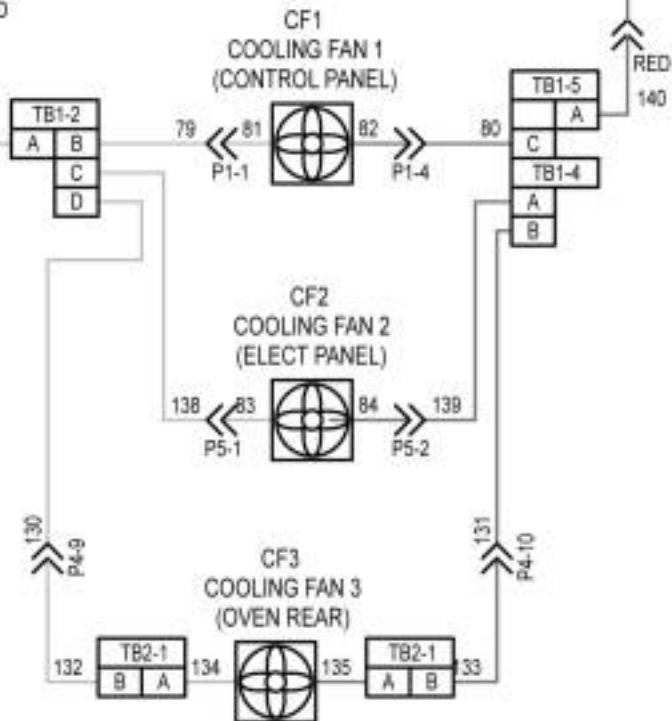 CF1
COOLING FAN 1
(CONTROL PANEL)
RED
140
TB1-2
A B
C
D
79
81
P1-1
82
80
P1-4
TB1-5
A
C
TB1-4
A
B
CF2
COOLING FAN 2
(ELECT PANEL)
138
83
P5-1
84
139
P5-2
130
P4-9
131
P4-10
CF3
COOLING FAN 3
(OVEN REAR)
132
TB2-1
B A
134
135
TB2-1
A B
133